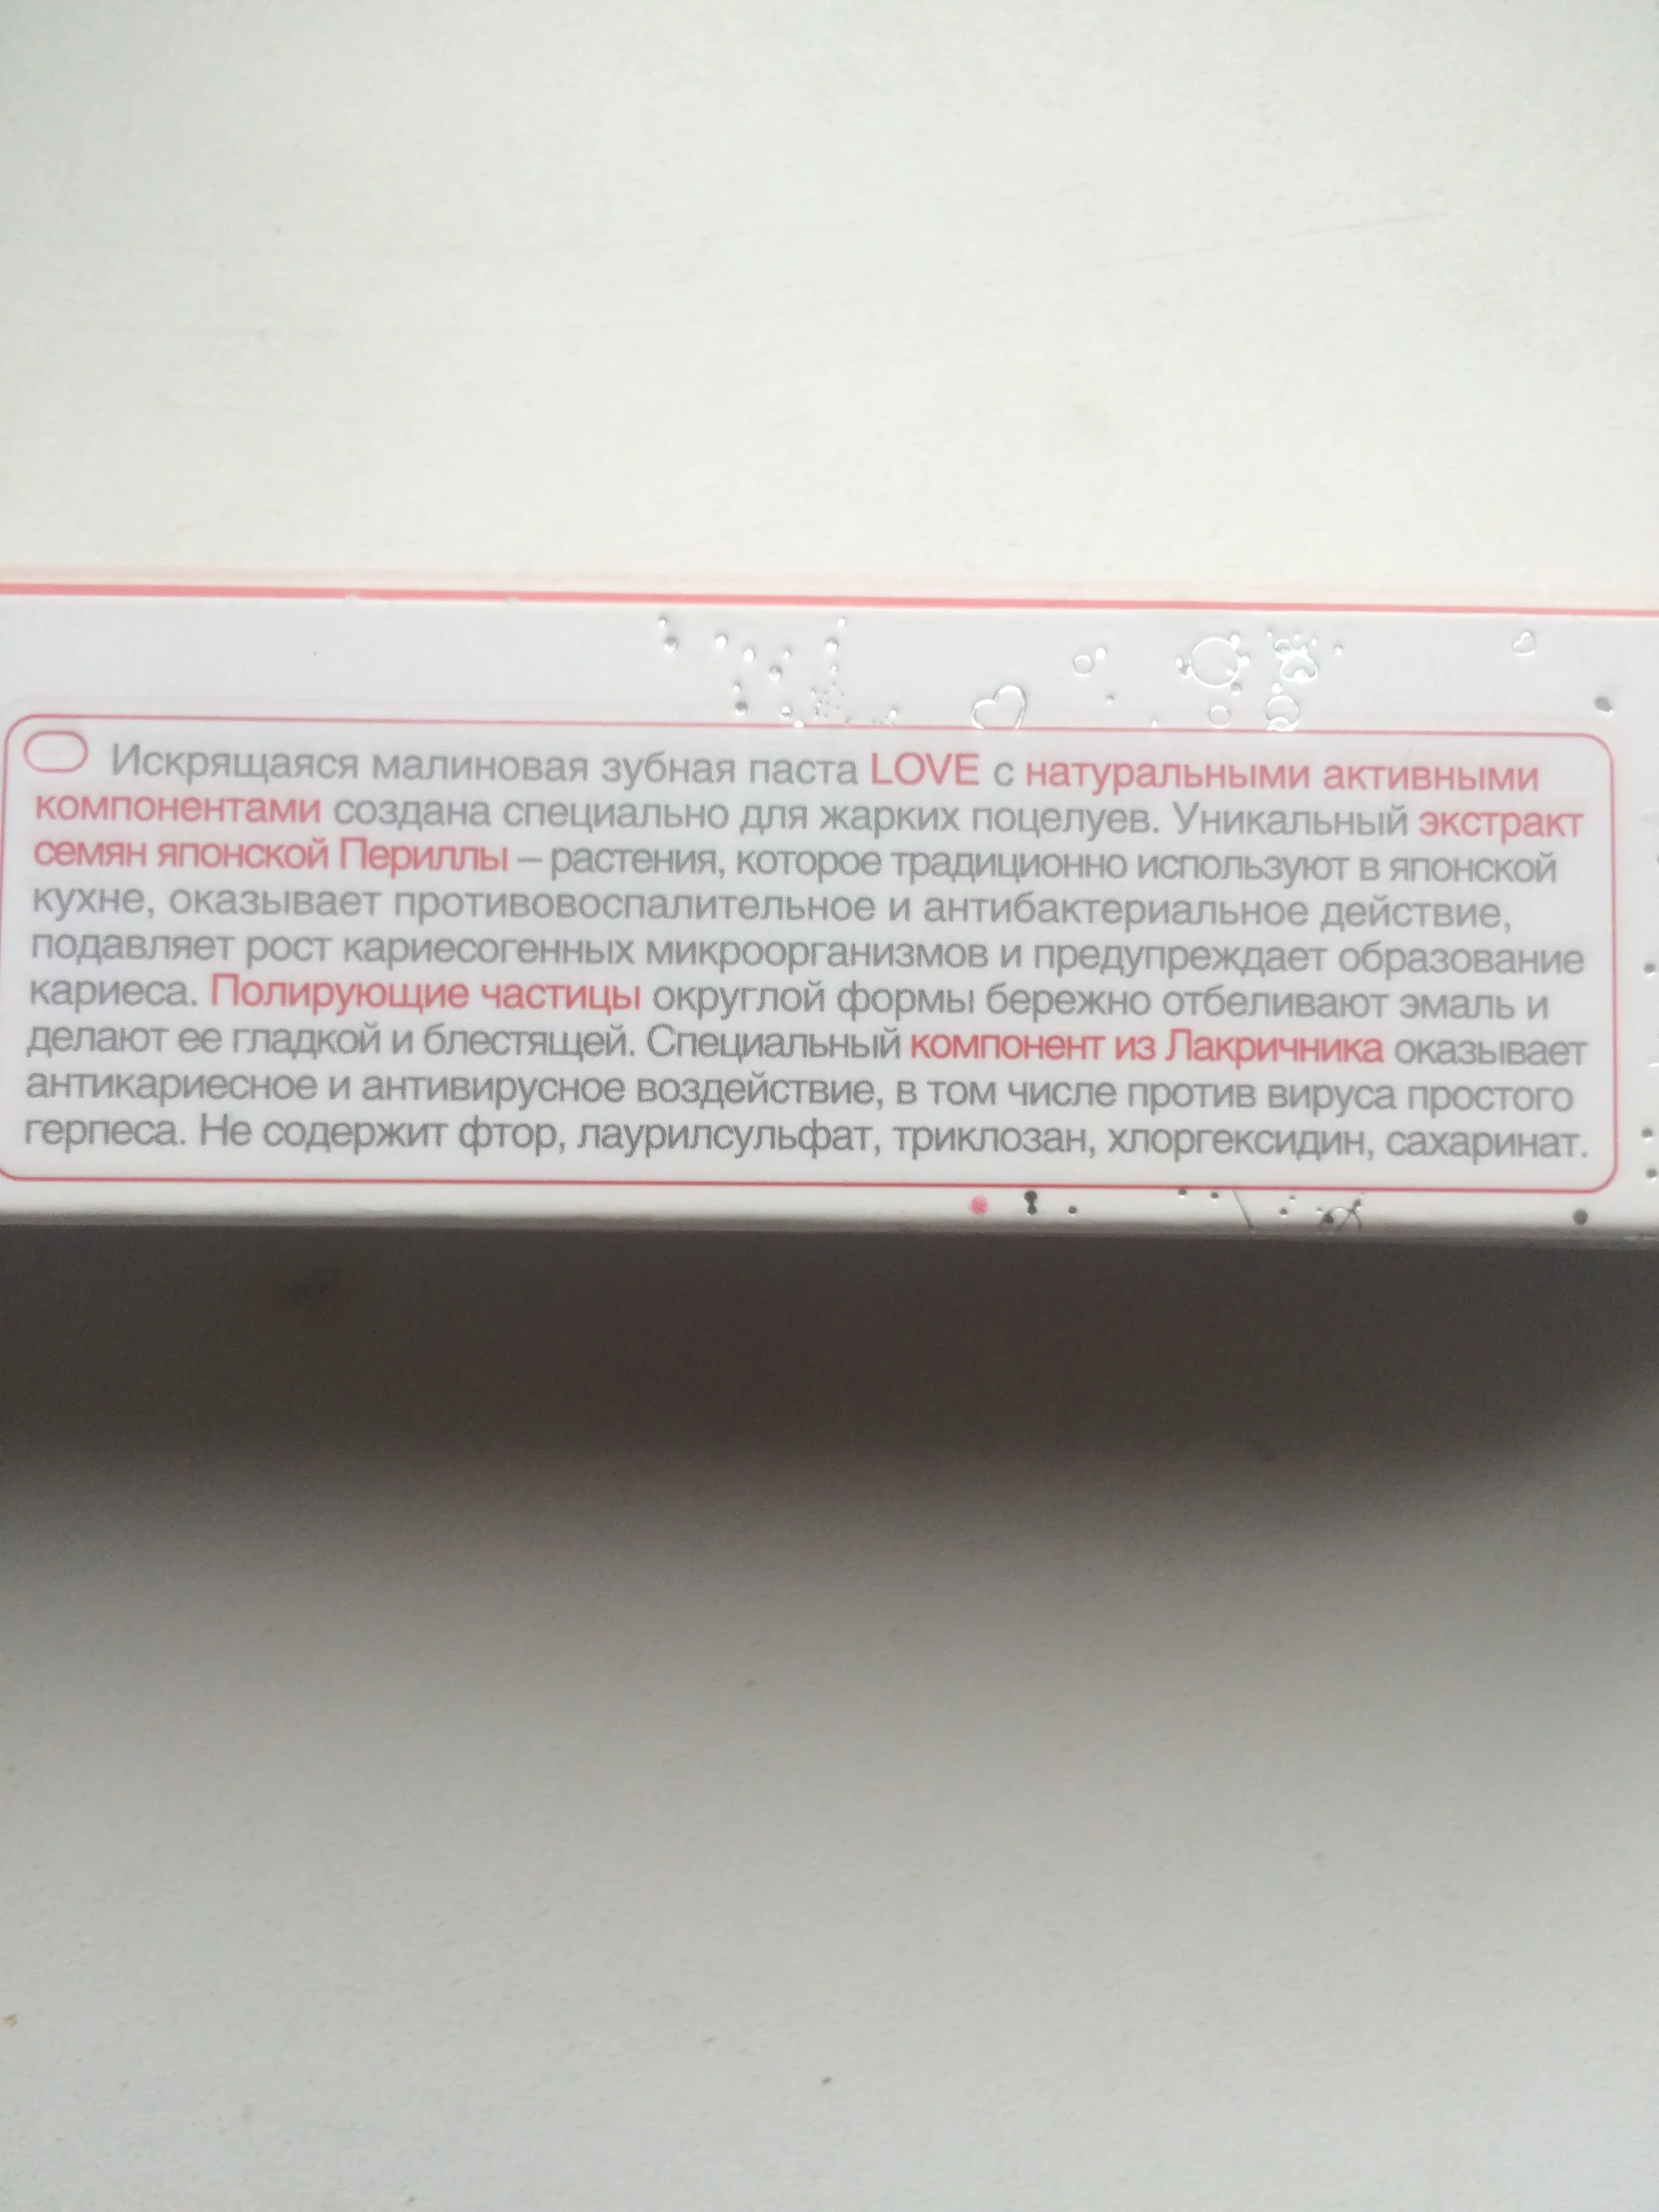 Искрящаяся малиновая зубная паста LOVE с натуральными активными
компонентами создана специально для жарких поцелуев. Уникальный экстракт
семян японской Периллы – растения, которое традиционно используют в японской
кухне, оказывает противовоспалительное и антибактериальное действие,
подавляет рост кариесогенных микроорганизмов и предупреждает образование
кариеса. Полирующие частицы округлой формы бережно отбеливают эмаль и
делают ее гладкой и блестящей. Специальный компонент из Лакричника оказывает
антикариесное и антивирусное воздействие, в том числе против вируса простого
герпеса. Не содержит фтор, лаурилсульфат, триклозан, хлоргексидин, сахаринат.